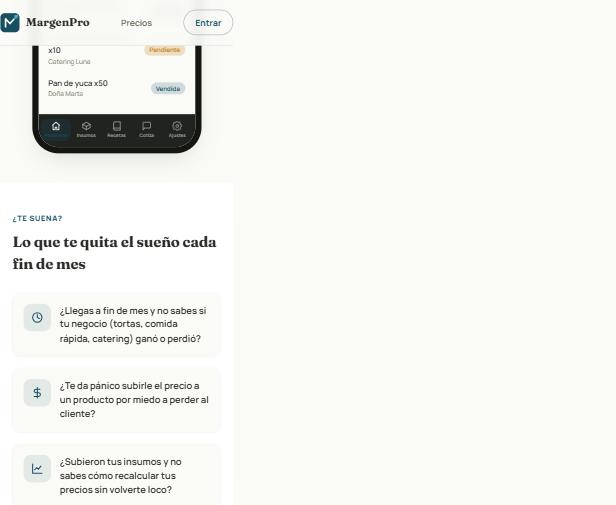 MargenPro
Precios
Entrar
x10
Pendiente
Catering Luna
Pan de yuca x50
Doña Marta
Vendida
Insumos
Recetas
Cotiza
Ajustes
¿TE SUENA?
Lo que te quita el sueño cada
fin de mes
¿Llegas a fin de mes y no sabes si
tu negocio (tortas, comida
rápida, catering) ganó o perdió?
¿Te da pánico subirle el precio a
un producto por miedo a perder al
cliente?
¿Subieron tus insumos y no
sabes cómo recalcular tus
precios sin volverte loco?